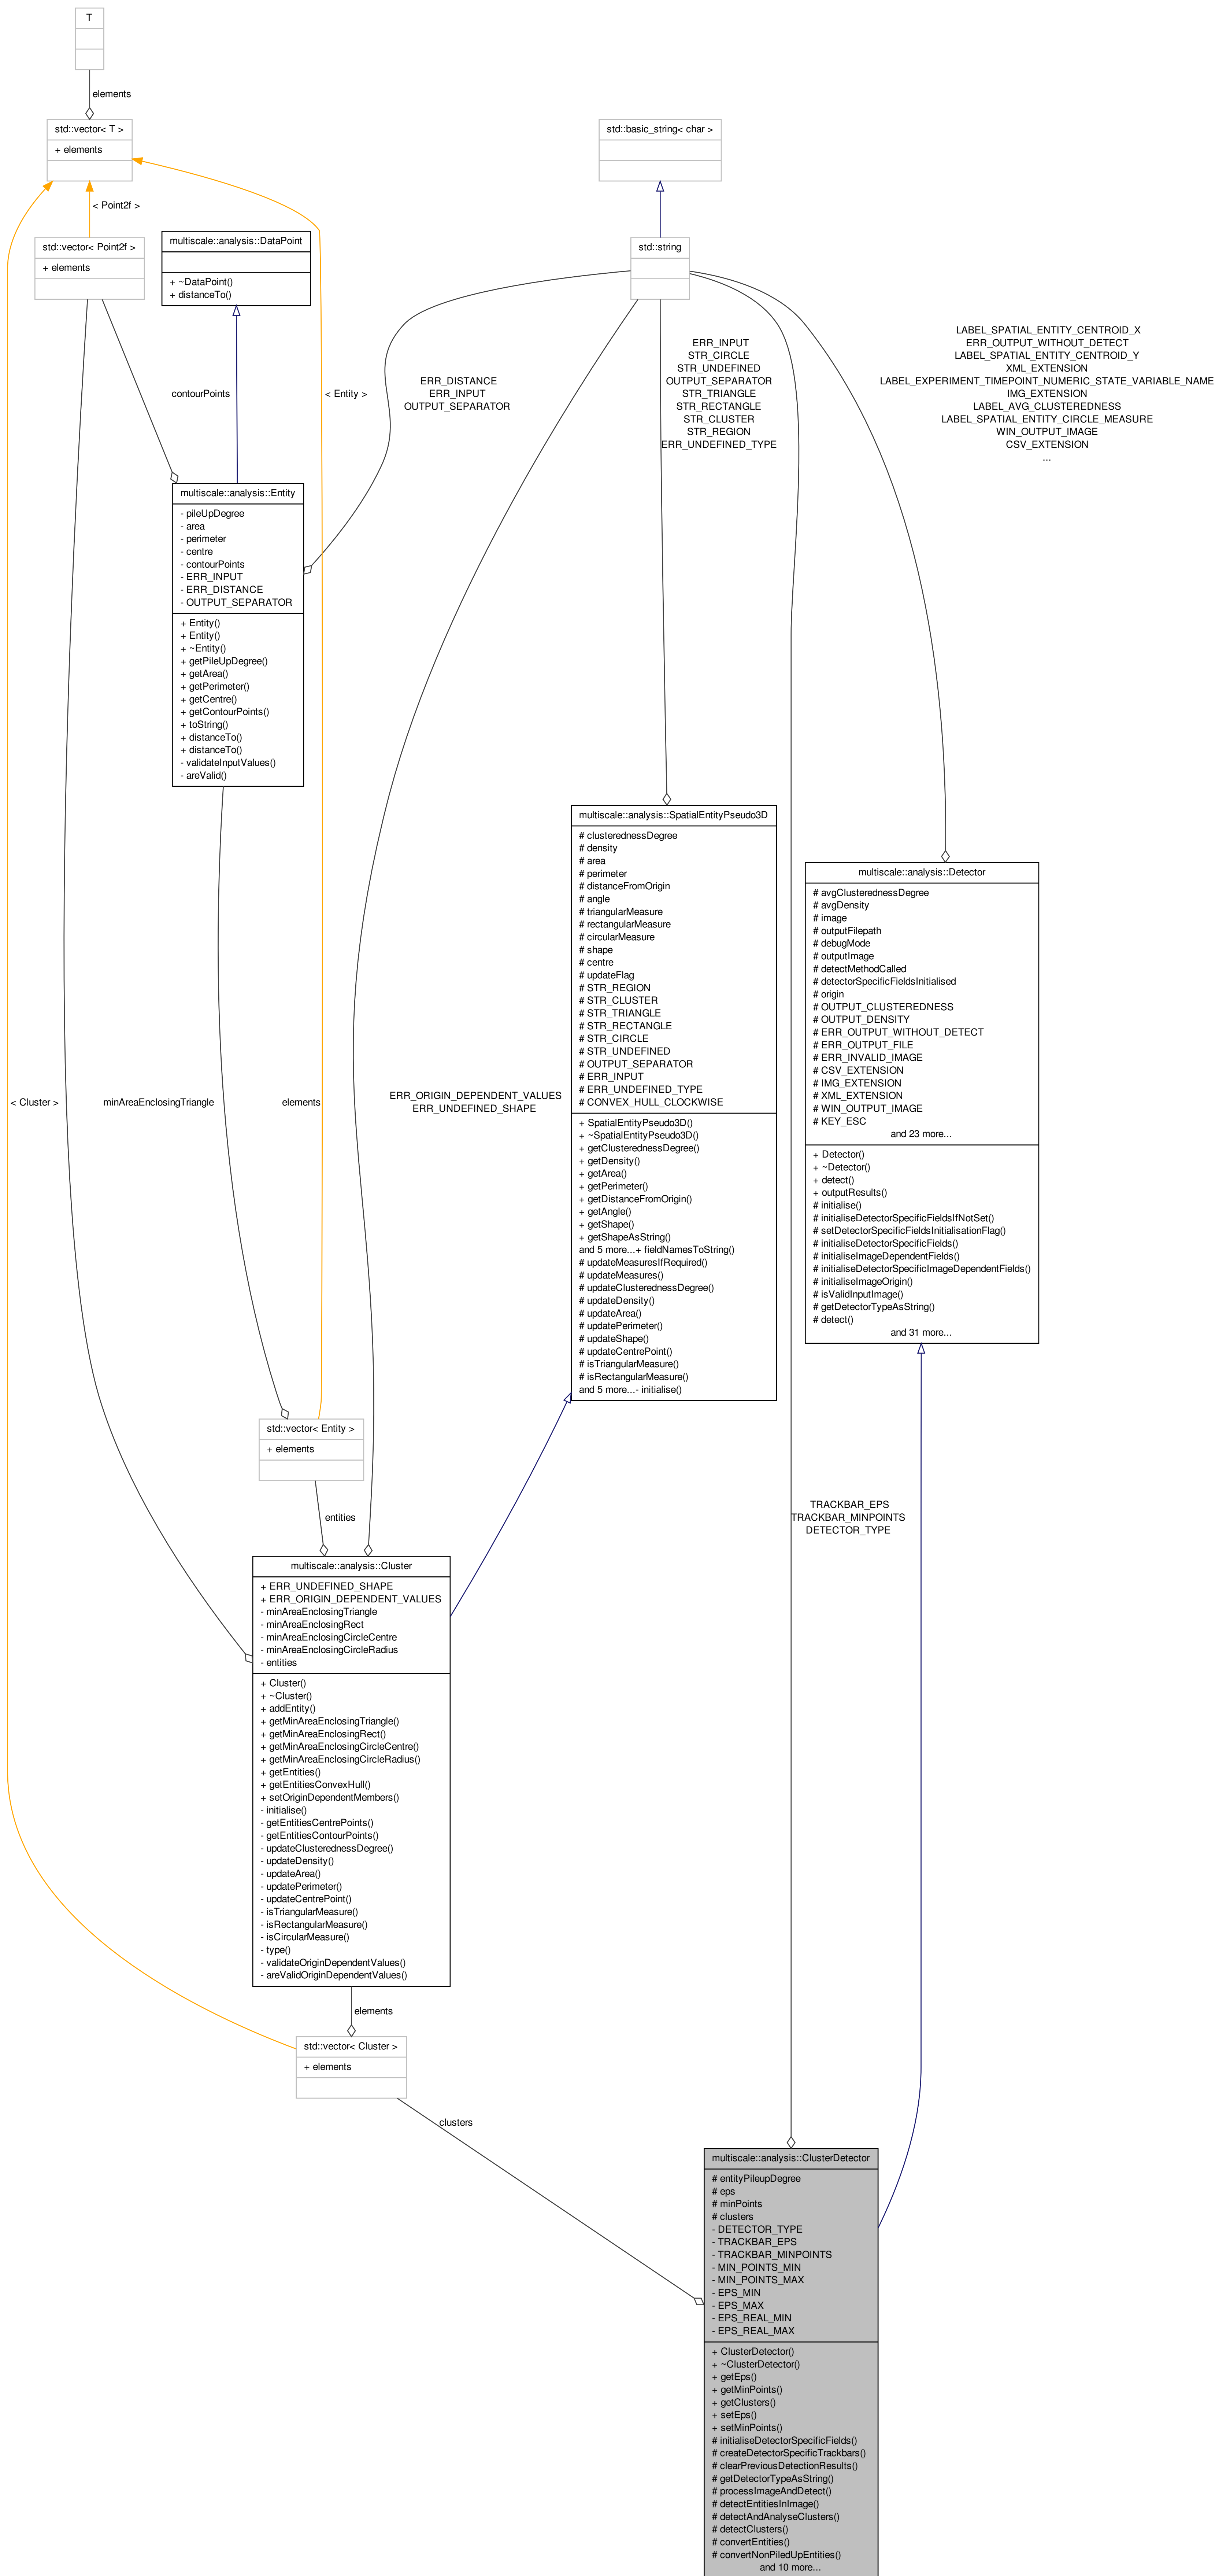 T
elements
std::vector< T >
+ elements
std::basic_string< char >
< Point2f >
std::vector< Point2f >
+ elements
multiscale::analysis::DataPoint
+ ~DataPoint()
+ distanceTo()
std::string
contourPoints
< Entity >
ERR_DISTANCE
ERR_INPUT
OUTPUT_SEPARATOR
ERR_INPUT
STR_CIRCLE
STR_UNDEFINED
OUTPUT_SEPARATOR
STR_TRIANGLE
STR_RECTANGLE
STR_CLUSTER
STR_REGION
ERR_UNDEFINED_TYPE
LABEL_SPATIAL_ENTITY_CENTROID_X
ERR_OUTPUT_WITHOUT_DETECT
LABEL_SPATIAL_ENTITY_CENTROID_Y
XML_EXTENSION
LABEL_EXPERIMENT_TIMEPOINT_NUMERIC_STATE_VARIABLE_NAME
IMG_EXTENSION
LABEL_AVG_CLUSTEREDNESS
LABEL_SPATIAL_ENTITY_CIRCLE_MEASURE
WIN_OUTPUT_IMAGE
CSV_EXTENSION
...
multiscale::analysis::Entity
- pileUpDegree
- area
- perimeter
- centre
- contourPoints
- ERR_INPUT
- ERR_DISTANCE
- OUTPUT_SEPARATOR
+ Entity()
+ Entity()
+ ~Entity()
+ getPileUpDegree()
+ getArea()
+ getPerimeter()
+ getCentre()
+ getContourPoints()
+ toString()
+ distanceTo()
+ distanceTo()
- validateInputValues()
- areValid()
multiscale::analysis::SpatialEntityPseudo3D
# clusterednessDegree
# density
# area
# perimeter
# distanceFromOrigin
# angle
# triangularMeasure
# rectangularMeasure
# circularMeasure
# shape
# centre
# updateFlag
# STR_REGION
# STR_CLUSTER
# STR_TRIANGLE
# STR_RECTANGLE
# STR_CIRCLE
# STR_UNDEFINED
# OUTPUT_SEPARATOR
# ERR_INPUT
# ERR_UNDEFINED_TYPE
# CONVEX_HULL_CLOCKWISE
+ SpatialEntityPseudo3D()
+ ~SpatialEntityPseudo3D()
+ getClusterednessDegree()
+ getDensity()
+ getArea()
+ getPerimeter()
+ getDistanceFromOrigin()
+ getAngle()
+ getShape()
+ getShapeAsString()
and 5 more...+ fieldNamesToString()
# updateMeasuresIfRequired()
# updateMeasures()
# updateClusterednessDegree()
# updateDensity()
# updateArea()
# updatePerimeter()
# updateShape()
# updateCentrePoint()
# isTriangularMeasure()
# isRectangularMeasure()
and 5 more...- initialise()
multiscale::analysis::Detector
# avgClusterednessDegree
# avgDensity
# image
# outputFilepath
# debugMode
# outputImage
# detectMethodCalled
# detectorSpecificFieldsInitialised
# origin
# OUTPUT_CLUSTEREDNESS
# OUTPUT_DENSITY
# ERR_OUTPUT_WITHOUT_DETECT
# ERR_OUTPUT_FILE
# ERR_INVALID_IMAGE
# CSV_EXTENSION
# IMG_EXTENSION
# XML_EXTENSION
# WIN_OUTPUT_IMAGE
# KEY_ESC
and 23 more...
+ Detector()
+ ~Detector()
+ detect()
+ outputResults()
# initialise()
# initialiseDetectorSpecificFieldsIfNotSet()
# setDetectorSpecificFieldsInitialisationFlag()
# initialiseDetectorSpecificFields()
# initialiseImageDependentFields()
# initialiseDetectorSpecificImageDependentFields()
# initialiseImageOrigin()
# isValidInputImage()
# getDetectorTypeAsString()
# detect()
and 31 more...
< Cluster >
minAreaEnclosingTriangle
elements
ERR_ORIGIN_DEPENDENT_VALUES
ERR_UNDEFINED_SHAPE
std::vector< Entity >
+ elements
entities
TRACKBAR_EPS
TRACKBAR_MINPOINTS
DETECTOR_TYPE
multiscale::analysis::Cluster
+ ERR_UNDEFINED_SHAPE
+ ERR_ORIGIN_DEPENDENT_VALUES
- minAreaEnclosingTriangle
- minAreaEnclosingRect
- minAreaEnclosingCircleCentre
- minAreaEnclosingCircleRadius
- entities
+ Cluster()
+ ~Cluster()
+ addEntity()
+ getMinAreaEnclosingTriangle()
+ getMinAreaEnclosingRect()
+ getMinAreaEnclosingCircleCentre()
+ getMinAreaEnclosingCircleRadius()
+ getEntities()
+ getEntitiesConvexHull()
+ setOriginDependentMembers()
- initialise()
- getEntitiesCentrePoints()
- getEntitiesContourPoints()
- updateClusterednessDegree()
- updateDensity()
- updateArea()
- updatePerimeter()
- updateCentrePoint()
- isTriangularMeasure()
- isRectangularMeasure()
- isCircularMeasure()
- type()
- validateOriginDependentValues()
- areValidOriginDependentValues()
elements
std::vector< Cluster >
+ elements
clusters
multiscale::analysis::ClusterDetector
# entityPileupDegree
# eps
# minPoints
# clusters
- DETECTOR_TYPE
- TRACKBAR_EPS
- TRACKBAR_MINPOINTS
- MIN_POINTS_MIN
- MIN_POINTS_MAX
- EPS_MIN
- EPS_MAX
- EPS_REAL_MIN
- EPS_REAL_MAX
+ ClusterDetector()
+ ~ClusterDetector()
+ getEps()
+ getMinPoints()
+ getClusters()
+ setEps()
+ setMinPoints()
# initialiseDetectorSpecificFields()
# createDetectorSpecificTrackbars()
# clearPreviousDetectionResults()
# getDetectorTypeAsString()
# processImageAndDetect()
# detectEntitiesInImage()
# detectAndAnalyseClusters()
# detectClusters()
# convertEntities()
# convertNonPiledUpEntities()
and 10 more...